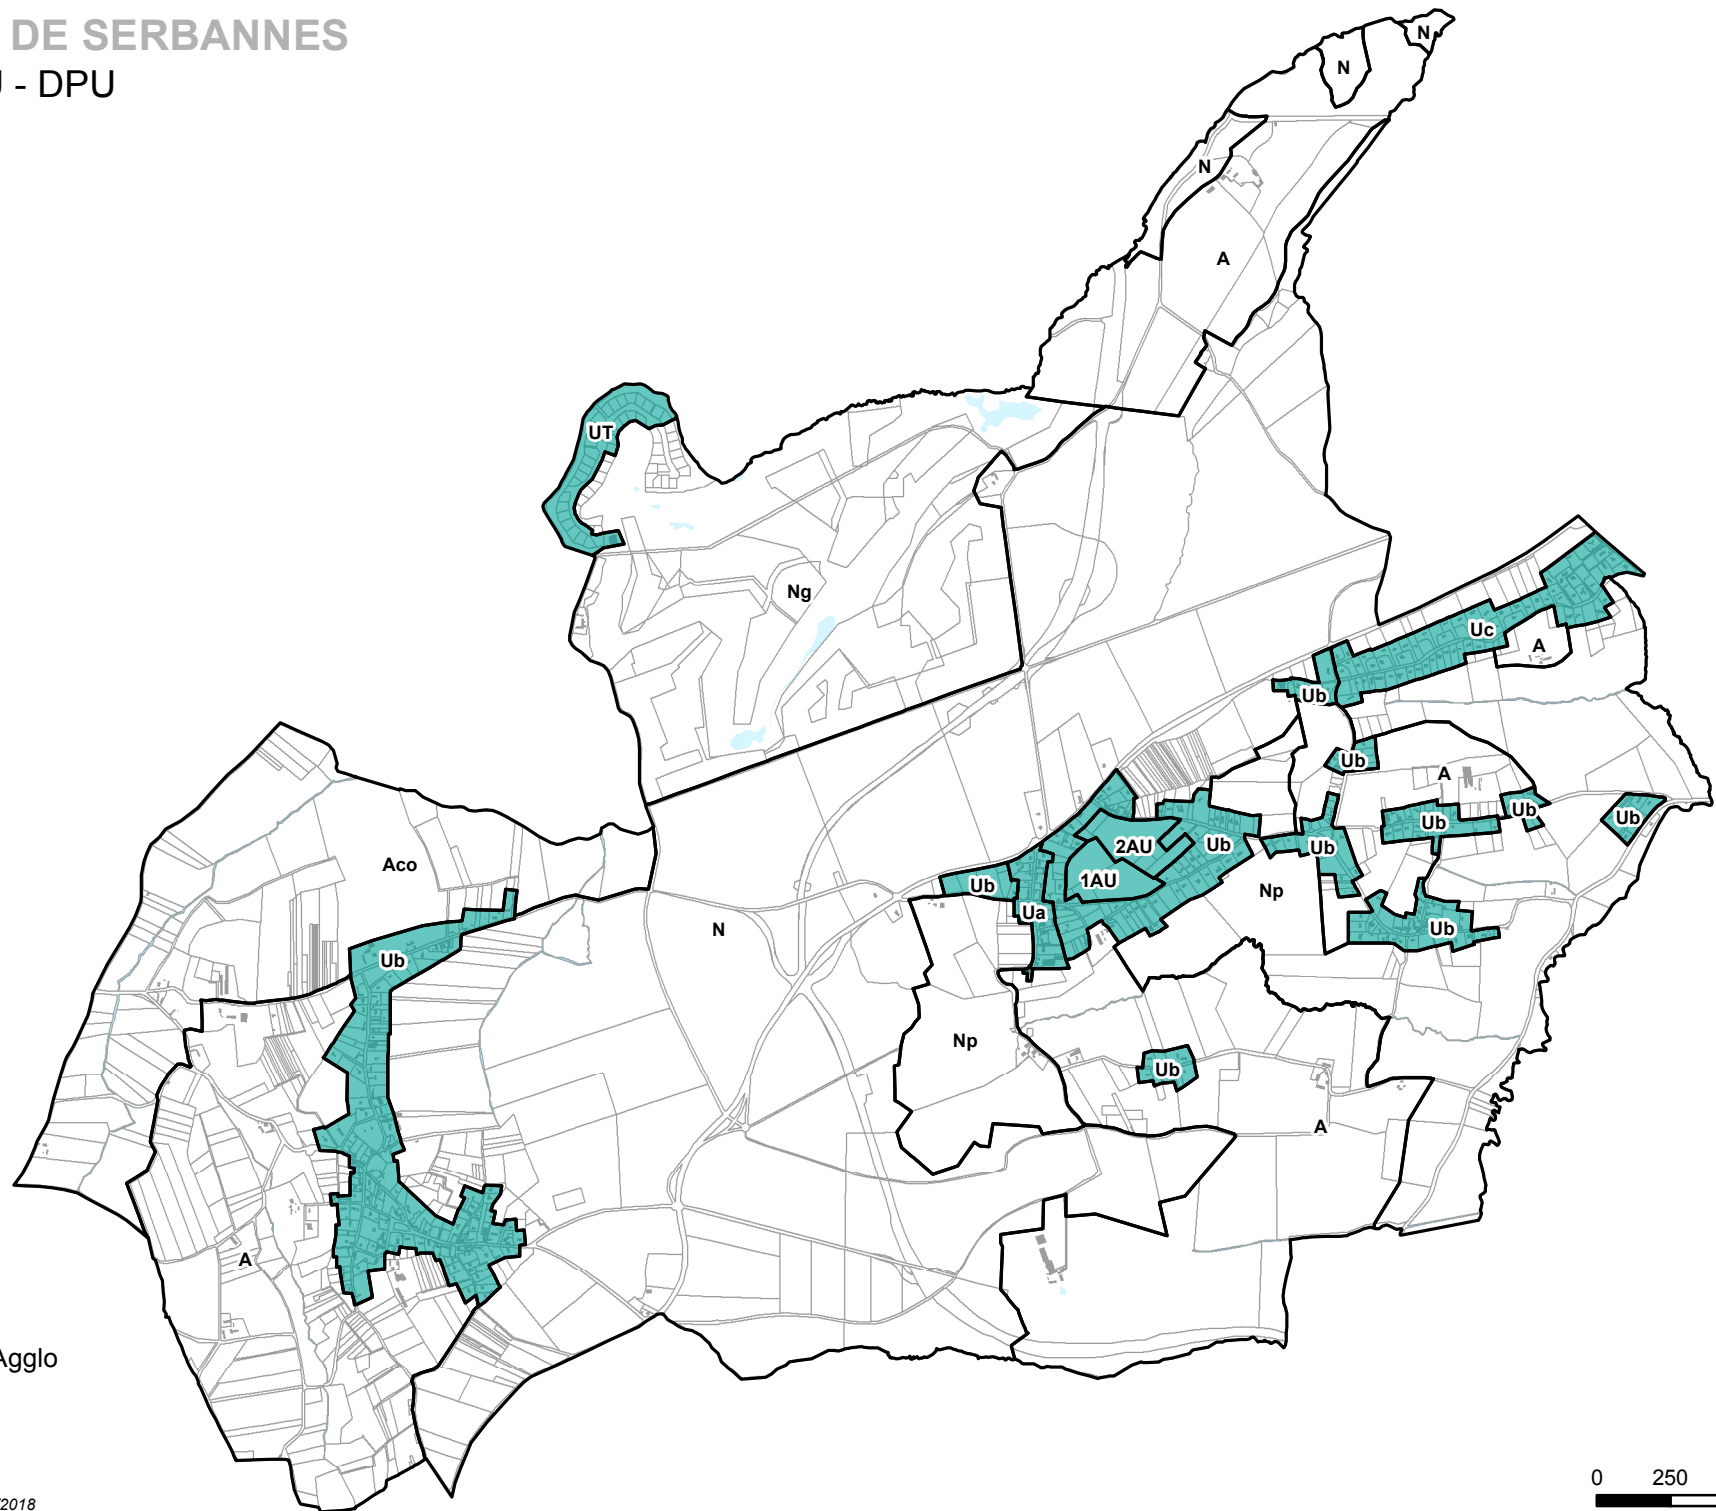 DE SERBANNES
- DPU
N
N
N
A
UT
Ng
Uc
A
Ub
Ub
A
Ub
Ub
Ub
2AU
Ub
Ub
1AU
Ub
Np
Aco
Ua
N
Ub
Ub
Np
Ub
A
A
Agglo
0 250
/2018